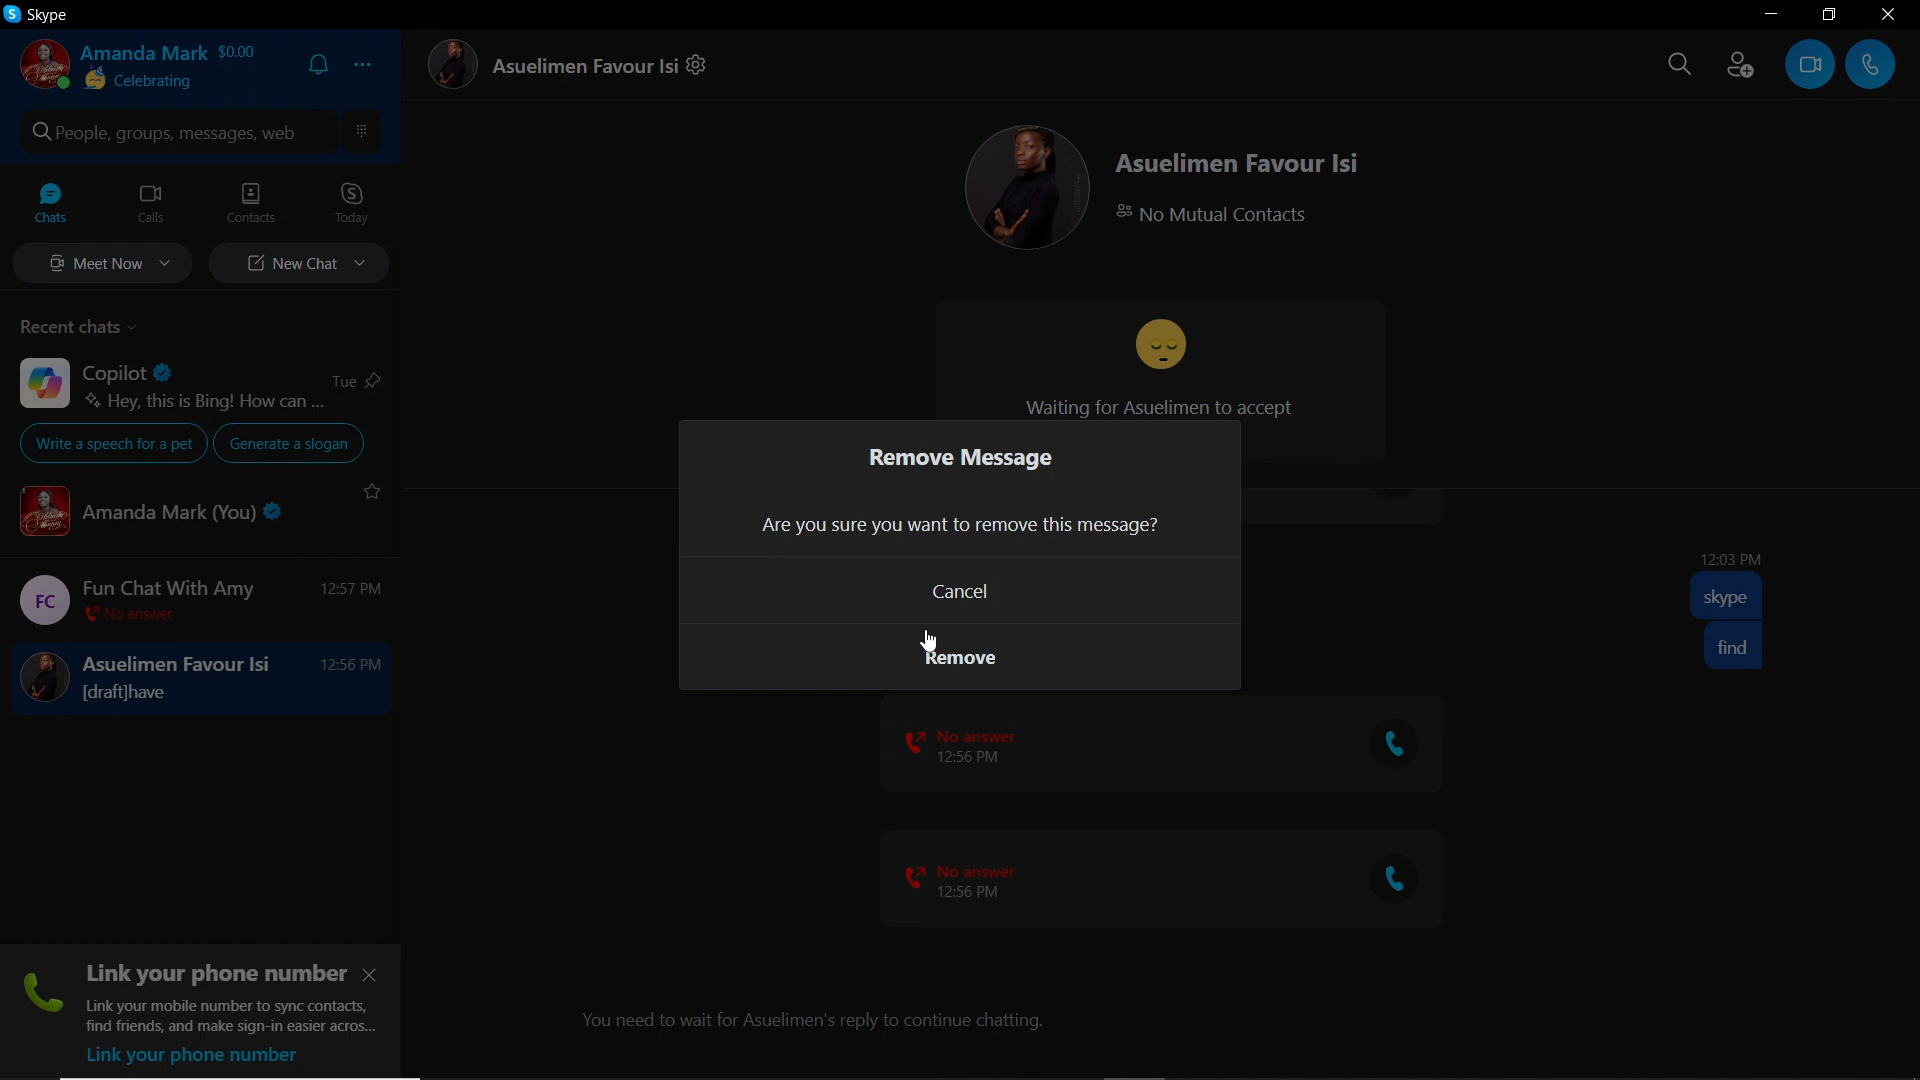 Skype
Amanda Mark $0.00
Celebrating
People, groups, messages, web
Chats
Calls
Contacts
Today
Meet Now
New Chat
Recent chats
Copilot
Tue
Hey, this is Bing! How can ...
Write a speech for a pet
Generate a slogan
Amanda Mark (You)
FC
Fun Chat With Amy
12:57 PM
No answer
Asuelimen Favour Isi
12:56 PM
[draft]have
Link your phone number
Link your mobile number to sync contacts,
find friends, and make sign-in easier acros...
Link your phone number
Asuelimen Favour Isi
Asuelimen Favour Isi
No Mutual Contacts
Waiting for Asuelimen to accept
Remove Message
Are you sure you want to remove this message?
Cancel
Remove
12:03 PM
skype
find
No answer
12:56 PM
No answer
12:56 PM
You need to wait for Asuelimen's reply to continue chatting.